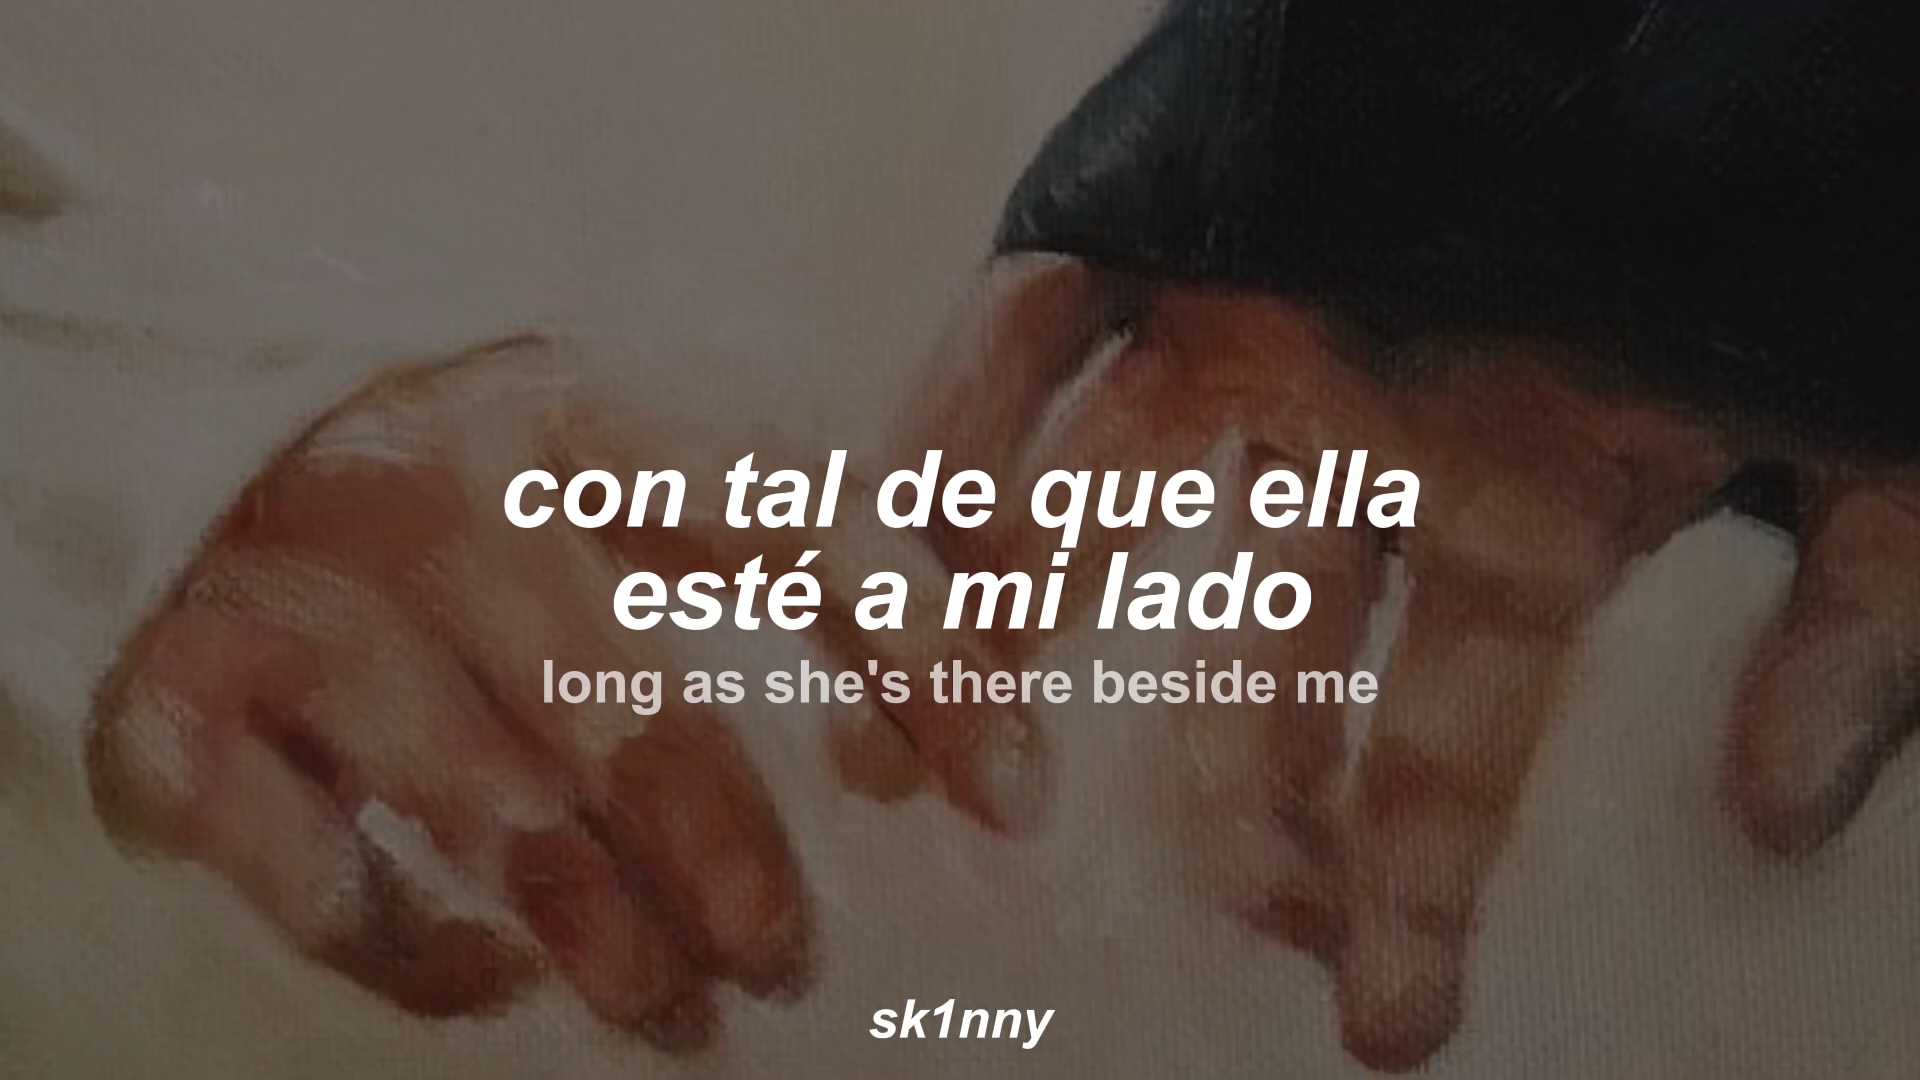 con tal de que ella
esté a mi lado
long as she's there beside me
sk1nny